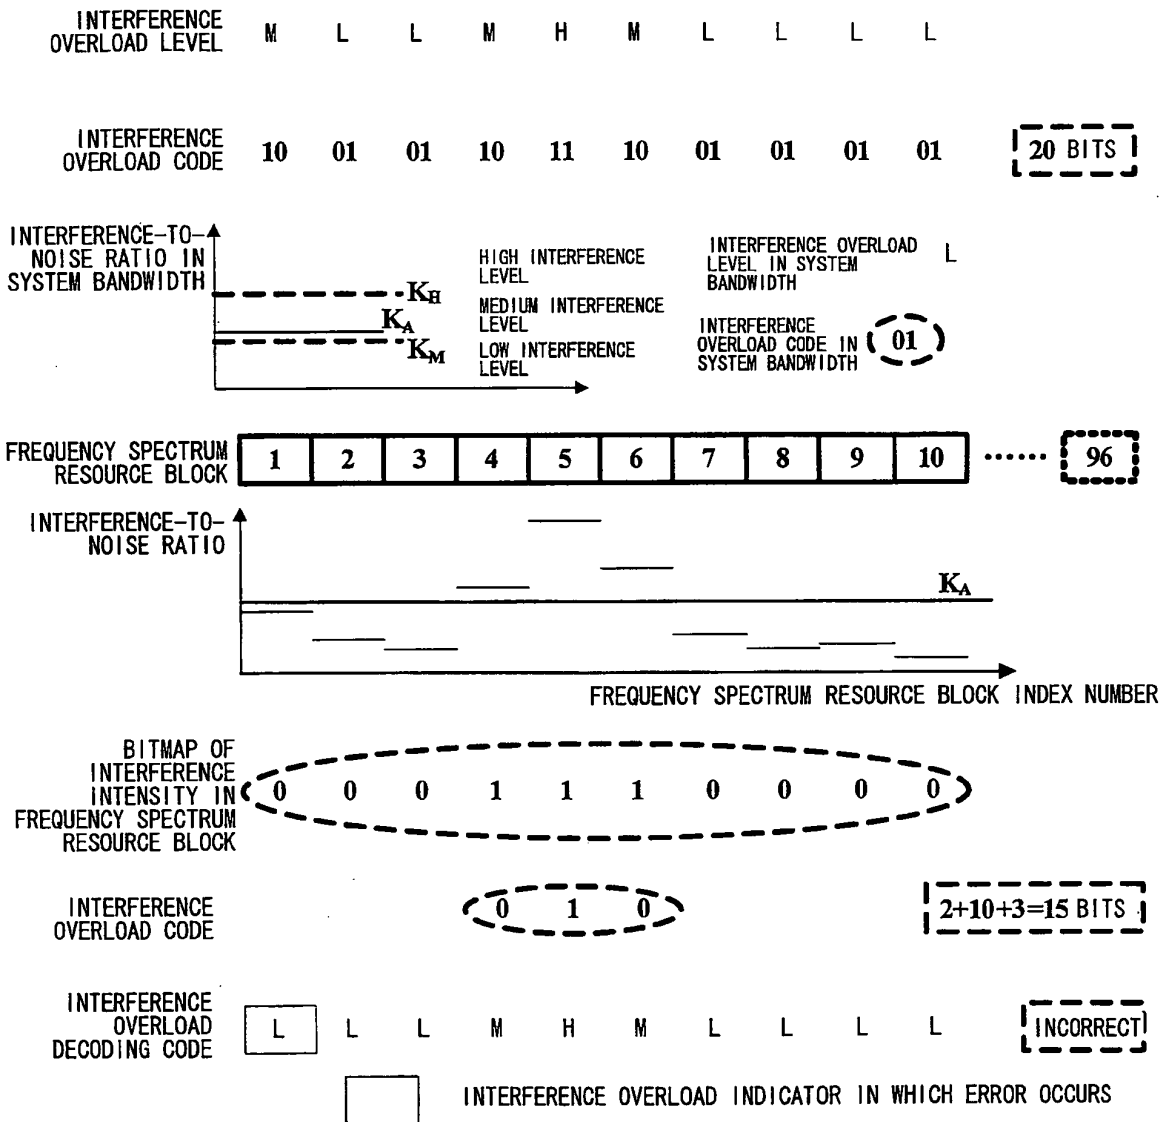 INTERFERENCE
OVERLOAD LEVEL
M L L M H M L L L L
INTERFERENCE
OVERLOAD CODE
10 01 01 10 11 10 01 01 01 01
20 BITS
INTERFERENCE-TO-
NOISE RATIO IN
SYSTEM BANDWIDTH
KH
KA
KM
HIGH INTERFERENCE
LEVEL
MEDIUM INTERFERENCE
LEVEL
LOW INTERFERENCE
LEVEL
INTERFERENCE OVERLOAD
LEVEL IN SYSTEM
BANDWIDTH
L
INTERFERENCE
OVERLOAD CODE IN
SYSTEM BANDWIDTH
01
FREQUENCY SPECTRUM
RESOURCE BLOCK
1 2 3 4 5 6 7 8 9 10 ······ 96
INTERFERENCE-TO-
NOISE RATIO
KA
FREQUENCY SPECTRUM RESOURCE BLOCK INDEX NUMBER
BITMAP OF
INTERFERENCE
INTENSITY IN
FREQUENCY SPECTRUM
RESOURCE BLOCK
0 0 0 1 1 1 0 0 0 0
INTERFERENCE
OVERLOAD CODE
0 1 0
2+10+3=15 BITS
INTERFERENCE
OVERLOAD
DECODING CODE
L L L M H M L L L L
INCORRECT
INTERFERENCE OVERLOAD INDICATOR IN WHICH ERROR OCCURS